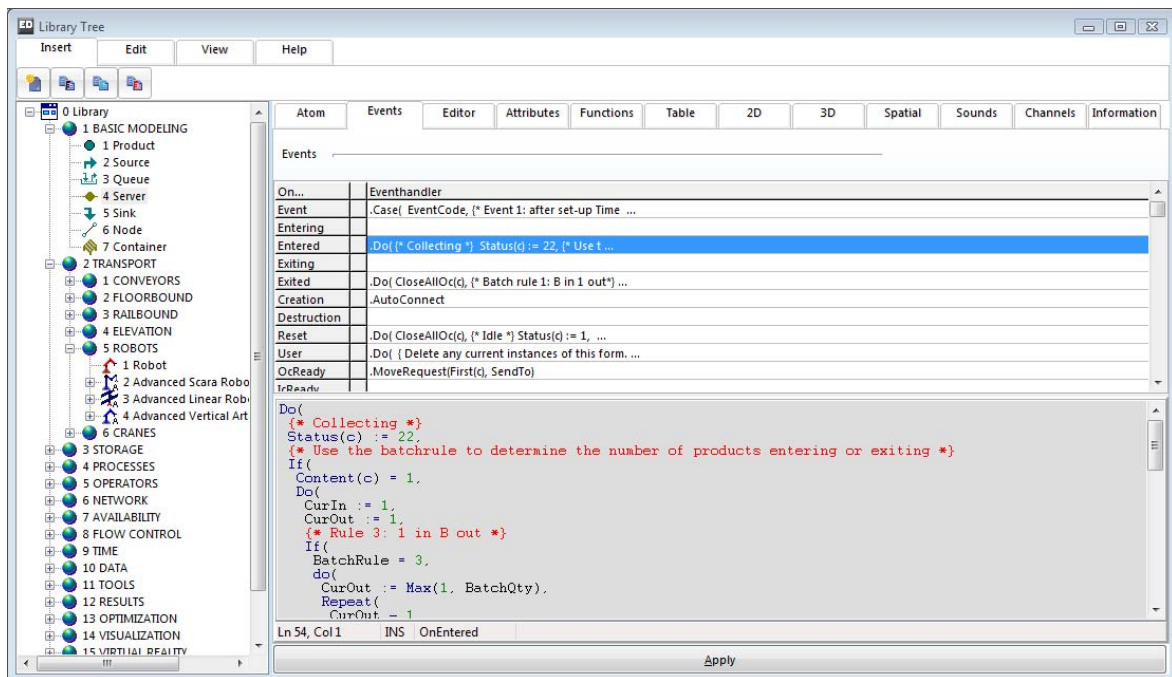 ED Library Tree
Insert Edit View Help
0 Library
1 BASIC MODELING
1 Product
2 Source
3 Queue
4 Server
5 Sink
6 Node
7 Container
2 TRANSPORT
1 CONVEYORS
2 FLOORBOUND
3 RAILBOUND
4 ELEVATION
5 ROBOTS
1 Robot
2 Advanced Scara Robo
3 Advanced Linear Rob
4 Advanced Vertical Art
6 CRANES
3 STORAGE
4 PROCESSES
5 OPERATORS
6 NETWORK
7 AVAILABILITY
8 FLOW CONTROL
9 TIME
10 DATA
11 TOOLS
12 RESULTS
13 OPTIMIZATION
14 VISUALIZATION
15 VIRTUAL REALITY
Atom Events Editor Attributes Functions Table 2D 3D Spatial Sounds Channels Information
Events
On... Eventhandler
Event .Case( EventCode, {* Event 1: after set-up Time ...
Entering
Entered .Do( {* Collecting *} Status(c) := 22, {* Use t ...
Exiting
Exited .Do( CloseAllOc(c), {* Batch rule 1: B in 1 out*} ...
Creation .AutoConnect
Destruction
Reset .Do( CloseAllOc(c), {* Idle *} Status(c) := 1, ...
User .Do( { Delete any current instances of this form. ...
OcReady .MoveRequest(First(c), SendTo)
IcReady
Do(
{* Collecting *}
Status(c) := 22,
{* Use the batchrule to determine the number of products entering or exiting *}
If(
Content(c) = 1,
Do(
CurIn := 1,
CurOut := 1,
{* Rule 3: 1 in B out *}
If(
BatchRule = 3,
do(
CurOut := Max(1, BatchQty),
Repeat(
CurOut - 1
Ln 54, Col 1 INS OnEntered
Apply